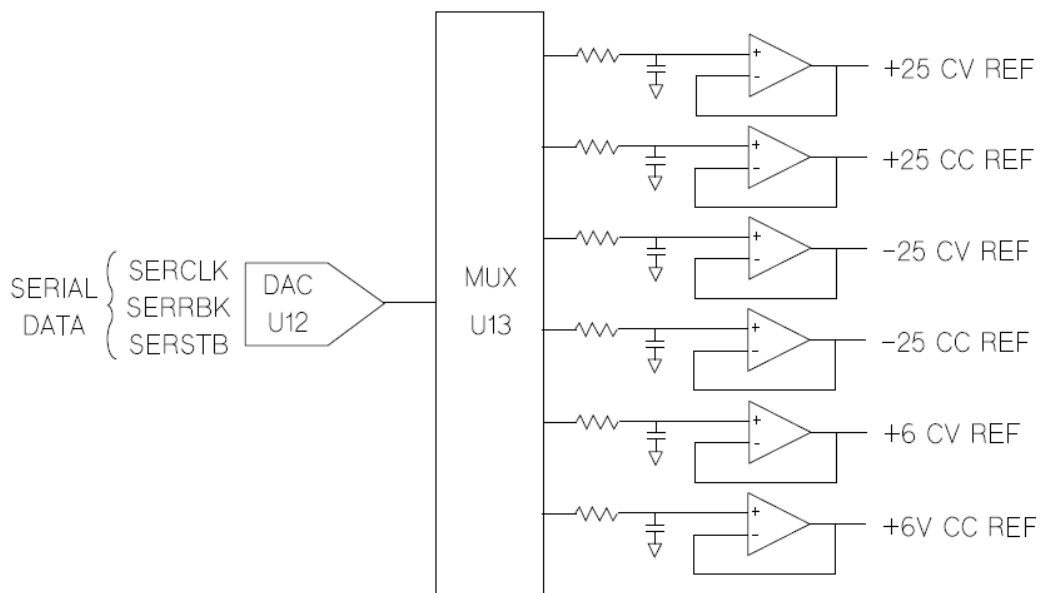 SERIAL
DATA
SERCLK
SERRBK
SERSTB
DAC
U12
MUX
U13
+
-
+25 CV REF
+
-
+25 CC REF
+
-
-25 CV REF
+
-
-25 CC REF
+
-
+6 CV REF
+
-
+6V CC REF